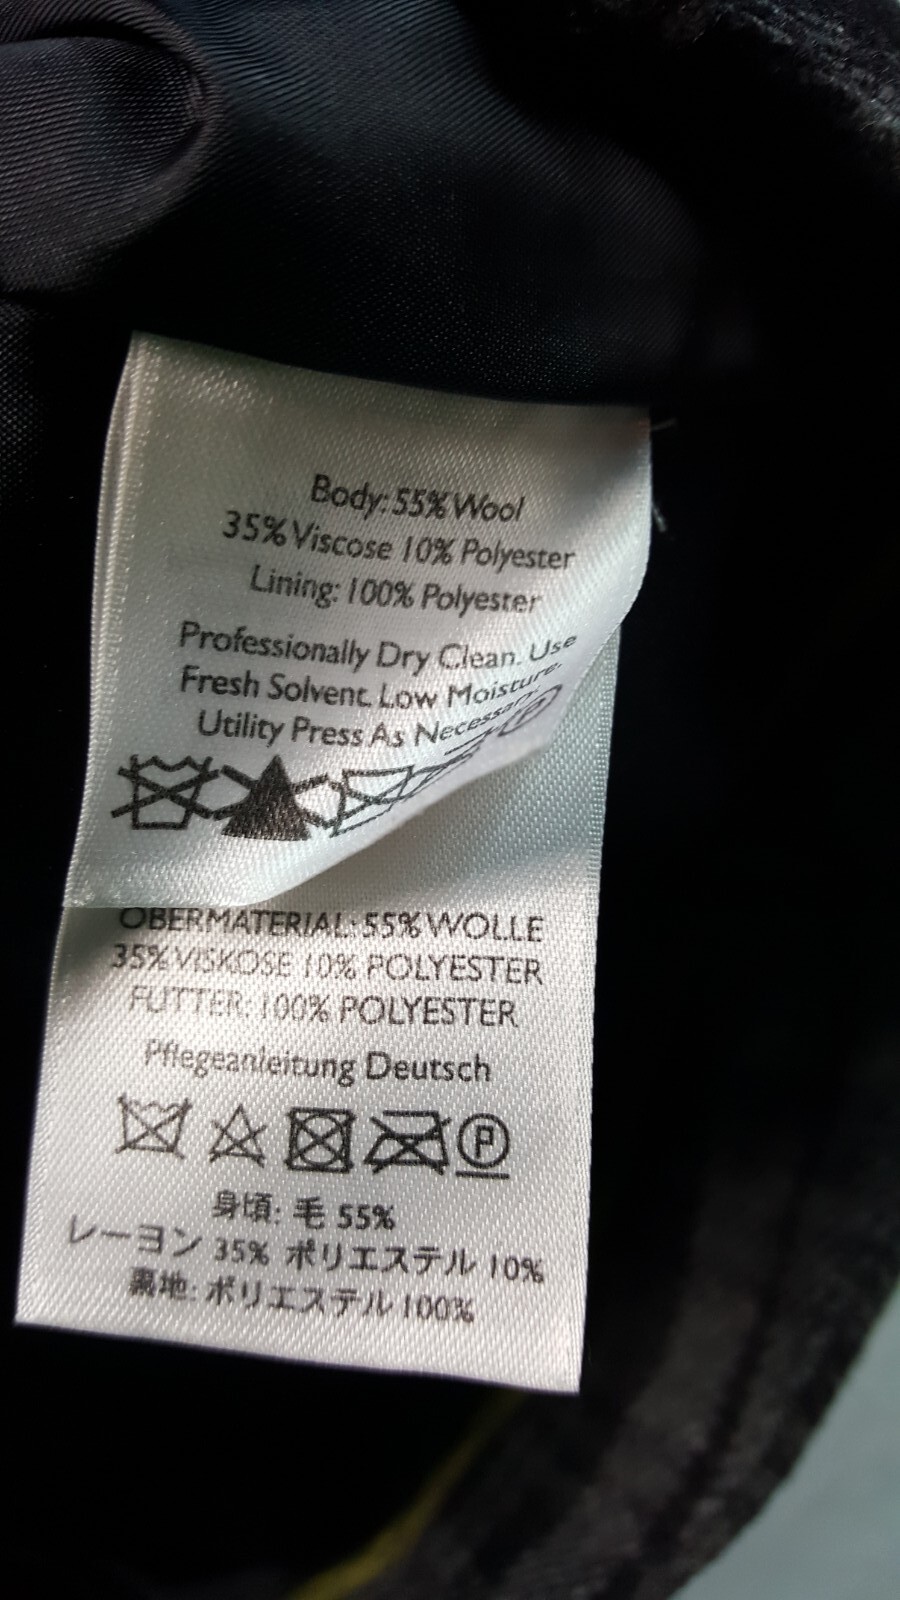 Body: 55% Wool
35% Viscose 10% Polyester
Lining: 100% Polyester
Professionally Dry Clean. Use
Fresh Solvent. Low Moisture.
Utility Press As Necessary.
P
OBERMATERIAL: 55% WOLLE
35% VISKOSE 10% POLYESTER
FUTTER: 100% POLYESTER
Pflegeanleitung Deutsch
P
身頃: 毛 55%
レーヨン 35% ポリエステル 10%
裏地: ポリエステル 100%